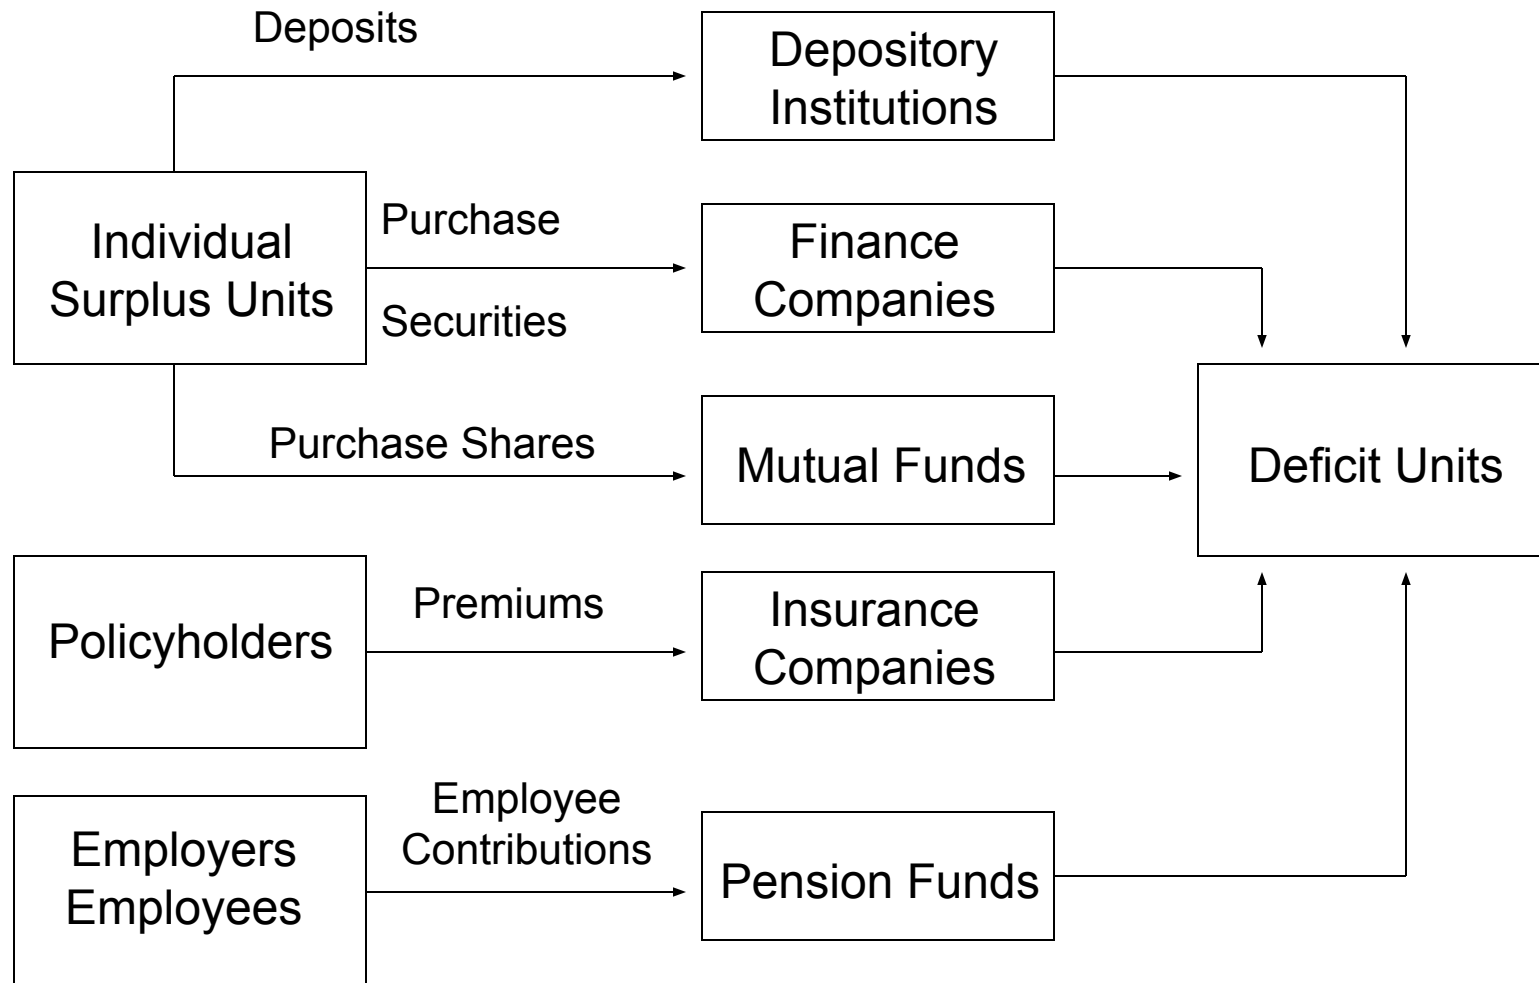 Deposits
Depository
Institutions
Individual
Surplus Units
Purchase
Securities
Finance
Companies
Purchase Shares
Mutual Funds
Deficit Units
Policyholders
Premiums
Insurance
Companies
Employers
Employees
Employee
Contributions
Pension Funds